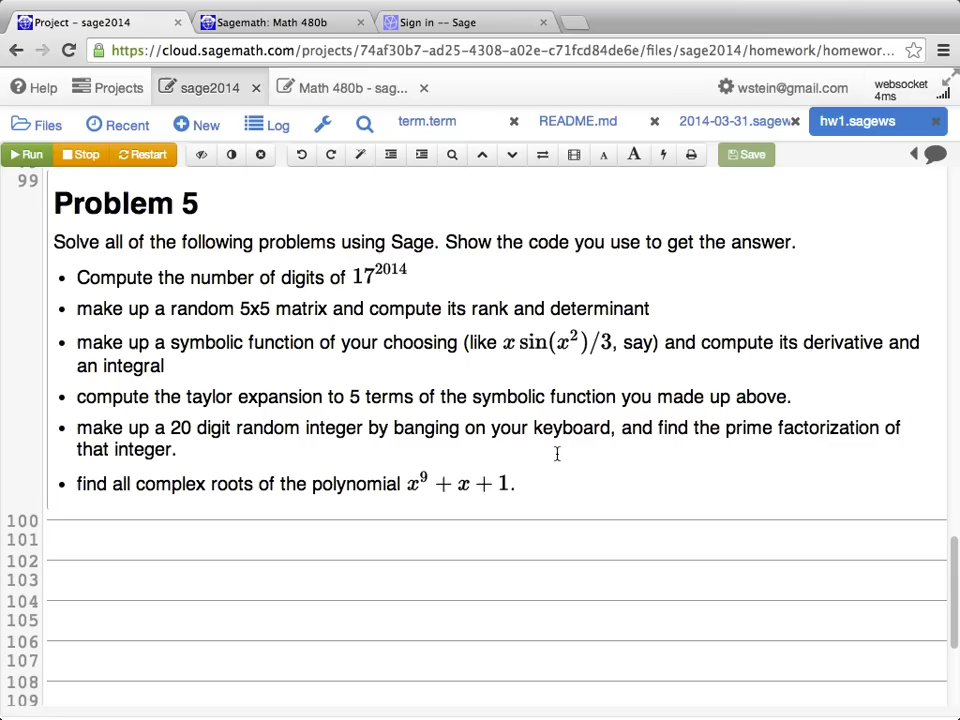 Project - sage2014 ×
Sagemath: Math 480b ×
Sign in -- Sage ×
https://cloud.sagemath.com/projects/74af30b7-ad25-4308-a02e-c71fcd84de6e/files/sage2014/homework/homewor...
Help Projects sage2014 × Math 480b - sag... × wstein@gmail.com websocket 4ms
Files Recent New Log term.term × README.md × 2014-03-31.sagew× hw1.sagews ×
Run Stop Restart A A Save
99
Problem 5
Solve all of the following problems using Sage. Show the code you use to get the answer.
• Compute the number of digits of 17^2014
• make up a random 5x5 matrix and compute its rank and determinant
• make up a symbolic function of your choosing (like x sin(x²)/3, say) and compute its derivative and
an integral
• compute the taylor expansion to 5 terms of the symbolic function you made up above.
• make up a 20 digit random integer by banging on your keyboard, and find the prime factorization of
that integer.
• find all complex roots of the polynomial x⁹ + x + 1.
100
101
102
103
104
105
106
107
108
109